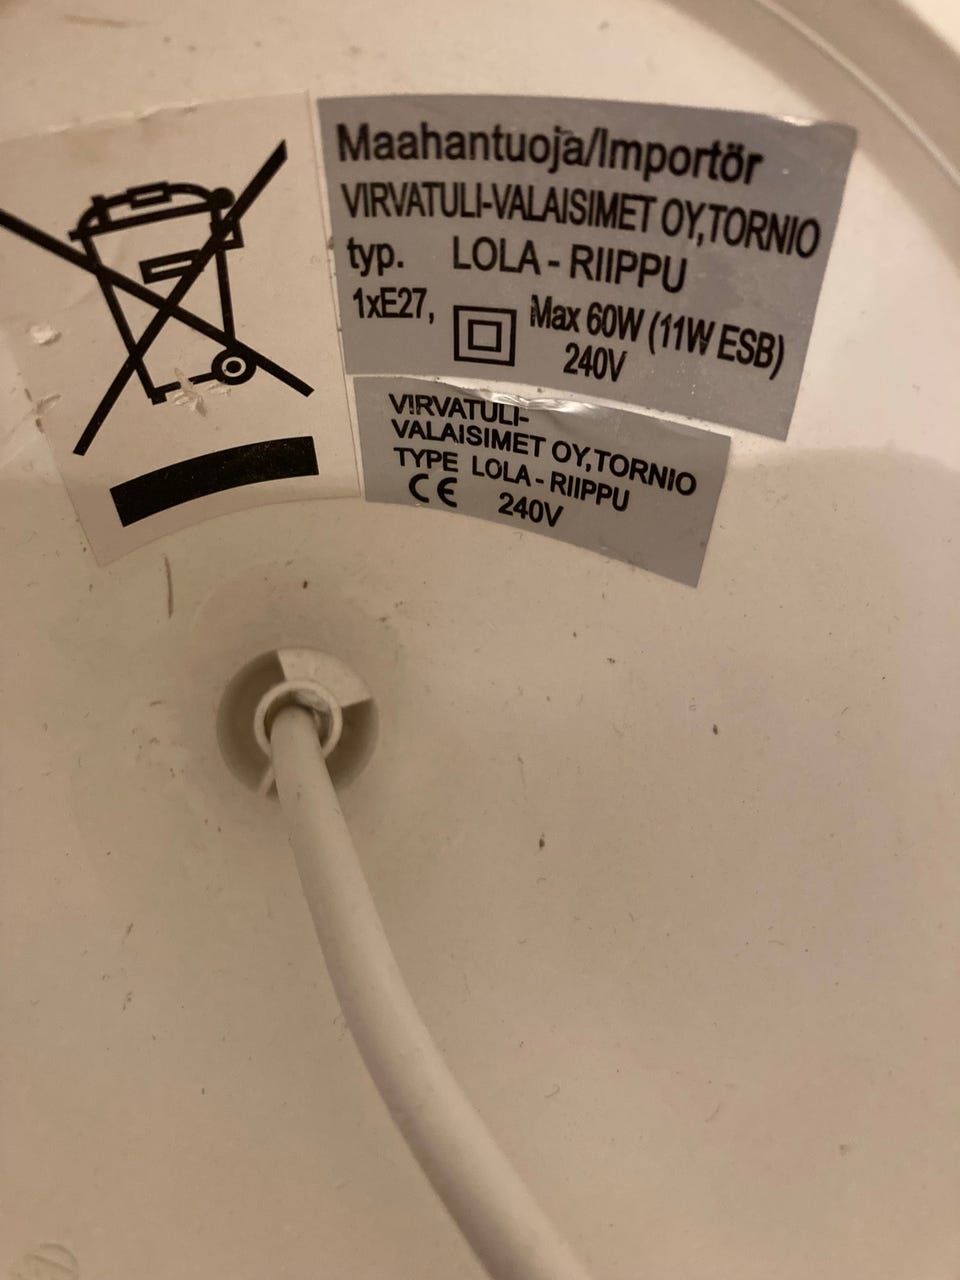 Maahantuoja/Importör
VIRVATULI-VALAISIMET OY,TORNIO
typ. LOLA - RIIPPU
1xE27, Max 60W (11W ESB)
240V
VIRVATULI-
VALAISIMET OY,TORNIO
TYPE LOLA - RIIPPU
CE 240V